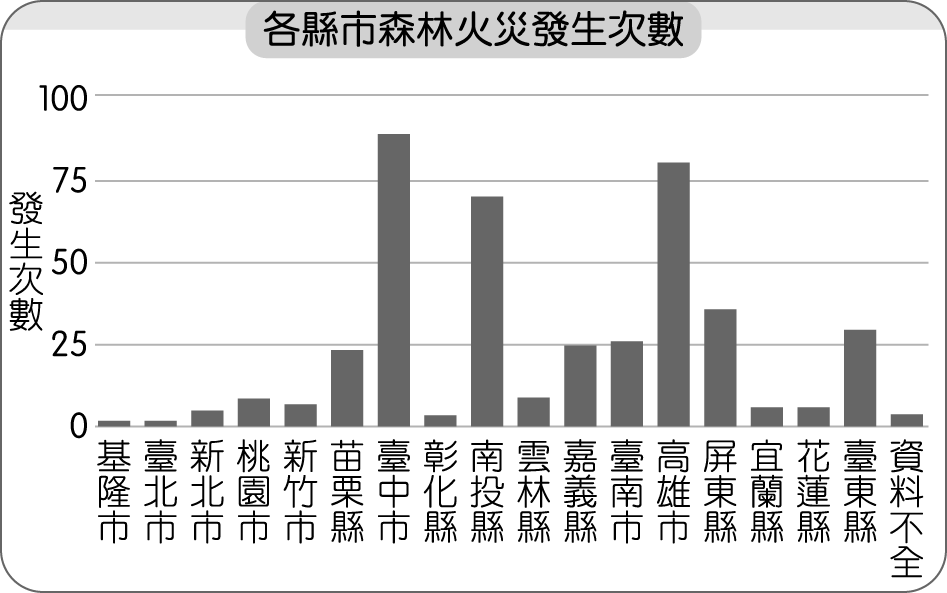 各縣市森林火災發生次數
發生次數
100
75
50
25
0
基隆市
臺北市
新北市
桃園市
新竹市
苗栗縣
臺中市
彰化縣
南投縣
雲林縣
嘉義縣
臺南市
高雄市
屏東縣
宜蘭縣
花蓮縣
臺東縣
資料不全